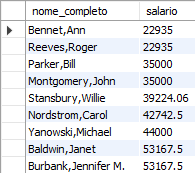 nome_completo salario
Bennet,Ann 22935
Reeves,Roger 22935
Parker,Bill 35000
Montgomery,John 35000
Stansbury,Willie 39224.06
Nordstrom,Carol 42742.5
Yanowski,Michael 44000
Baldwin,Janet 53167.5
Burbank,Jennifer M. 53167.5